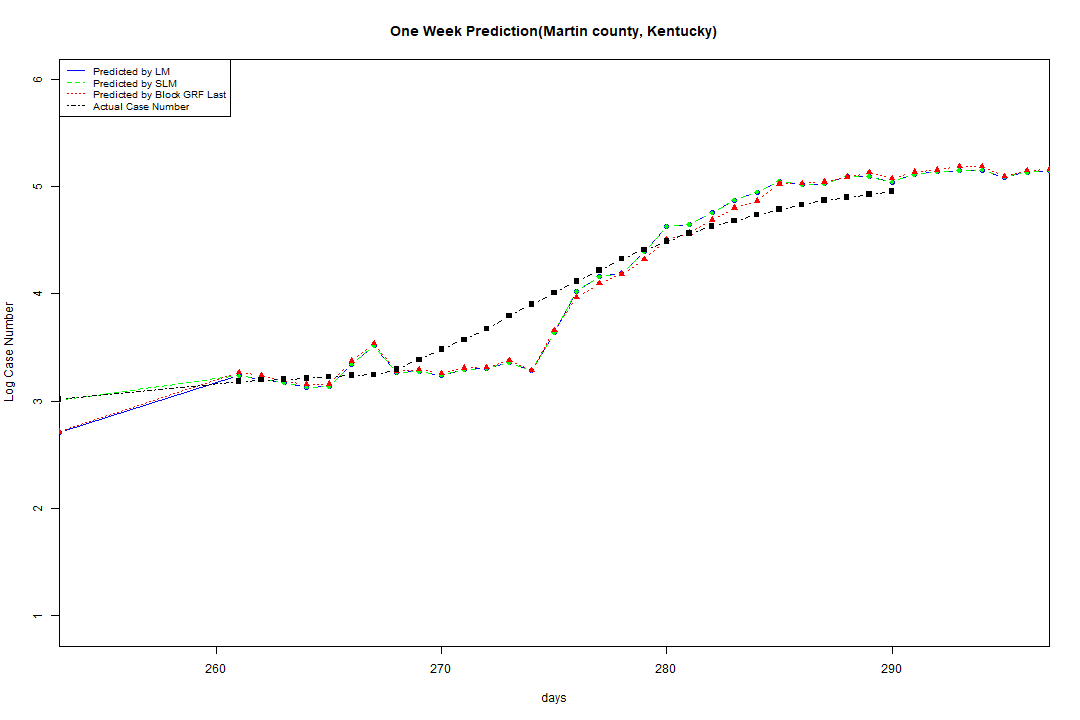 One Week Prediction(Martin county, Kentucky)
Predicted by LM
Predicted by SLM
Predicted by Block GRF Last
Actual Case Number
6
5
4
3
2
1
Log Case Number
260 270 280 290
days